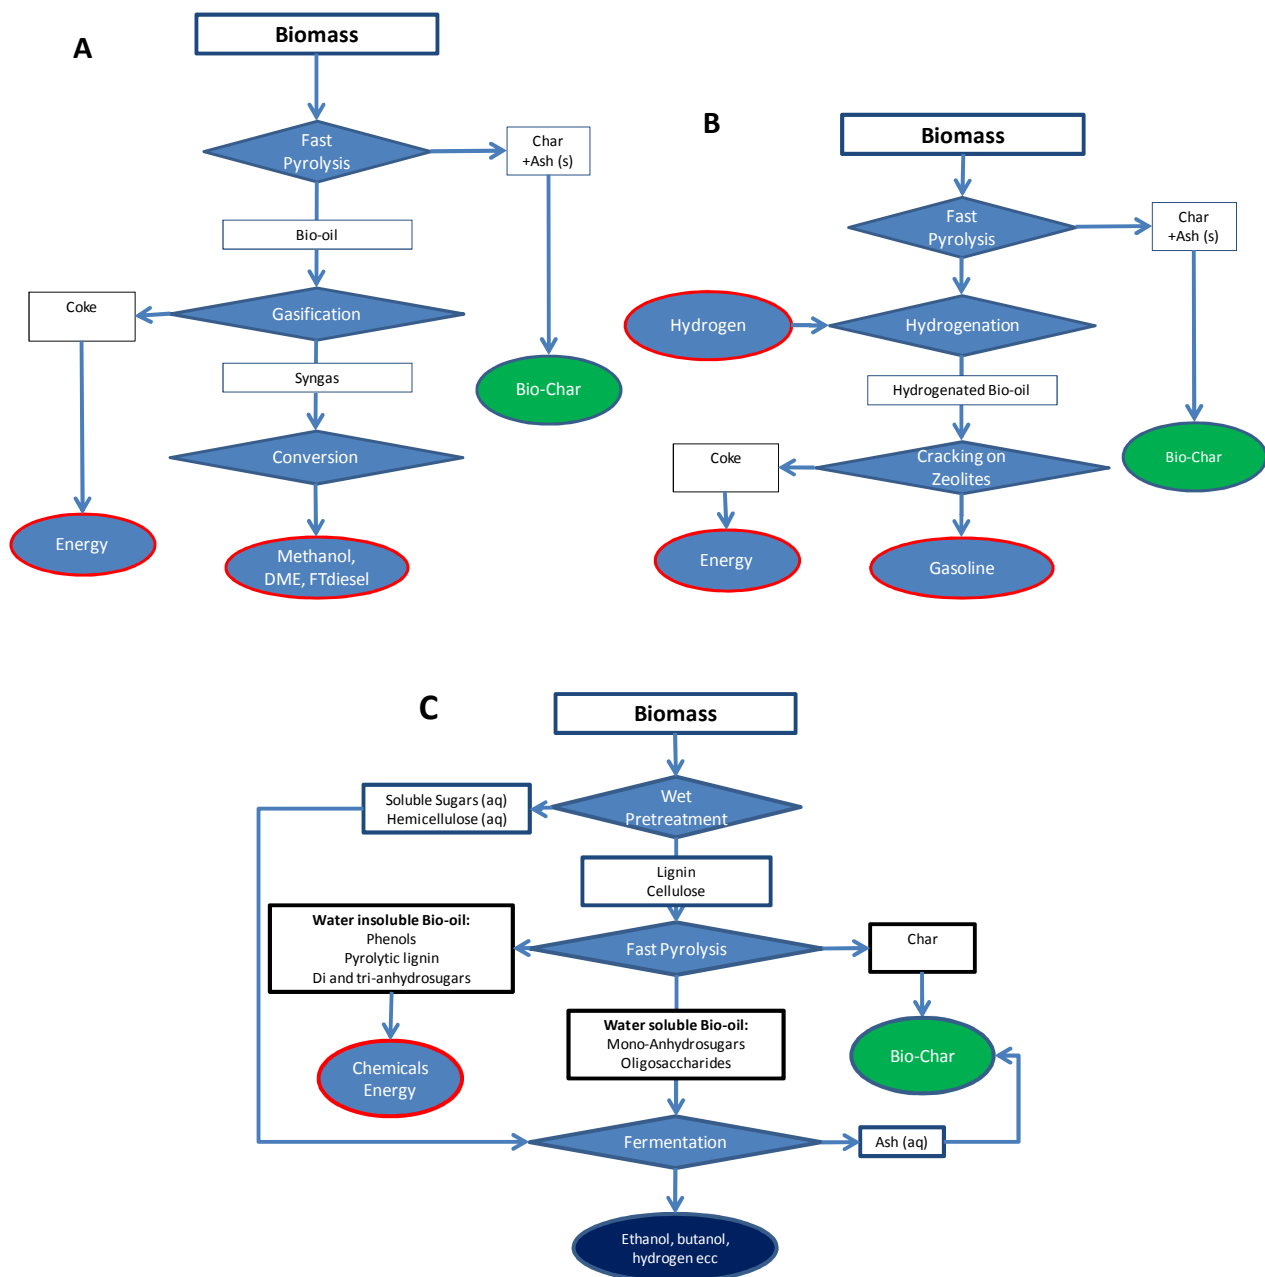 A
Biomass
Fast
Pyrolysis
Char
+Ash (s)
Bio-oil
Coke
Gasification
Syngas
Bio-Char
Conversion
Energy
Methanol,
DME, FTdiesel
B
Biomass
Fast
Pyrolysis
Char
+Ash (s)
Hydrogen
Hydrogenation
Hydrogenated Bio-oil
Coke
Cracking on
Zeolites
Bio-Char
Energy
Gasoline
C
Biomass
Soluble Sugars (aq)
Hemicellulose (aq)
Wet
Pretreatment
Lignin
Cellulose
Water insoluble Bio-oil:
Phenols
Pyrolytic lignin
Di and tri-anhydrosugars
Fast Pyrolysis
Char
Water soluble Bio-oil:
Mono-Anhydrosugars
Oligosaccharides
Bio-Char
Chemicals
Energy
Fermentation
Ash (aq)
Ethanol, butanol,
hydrogen ecc